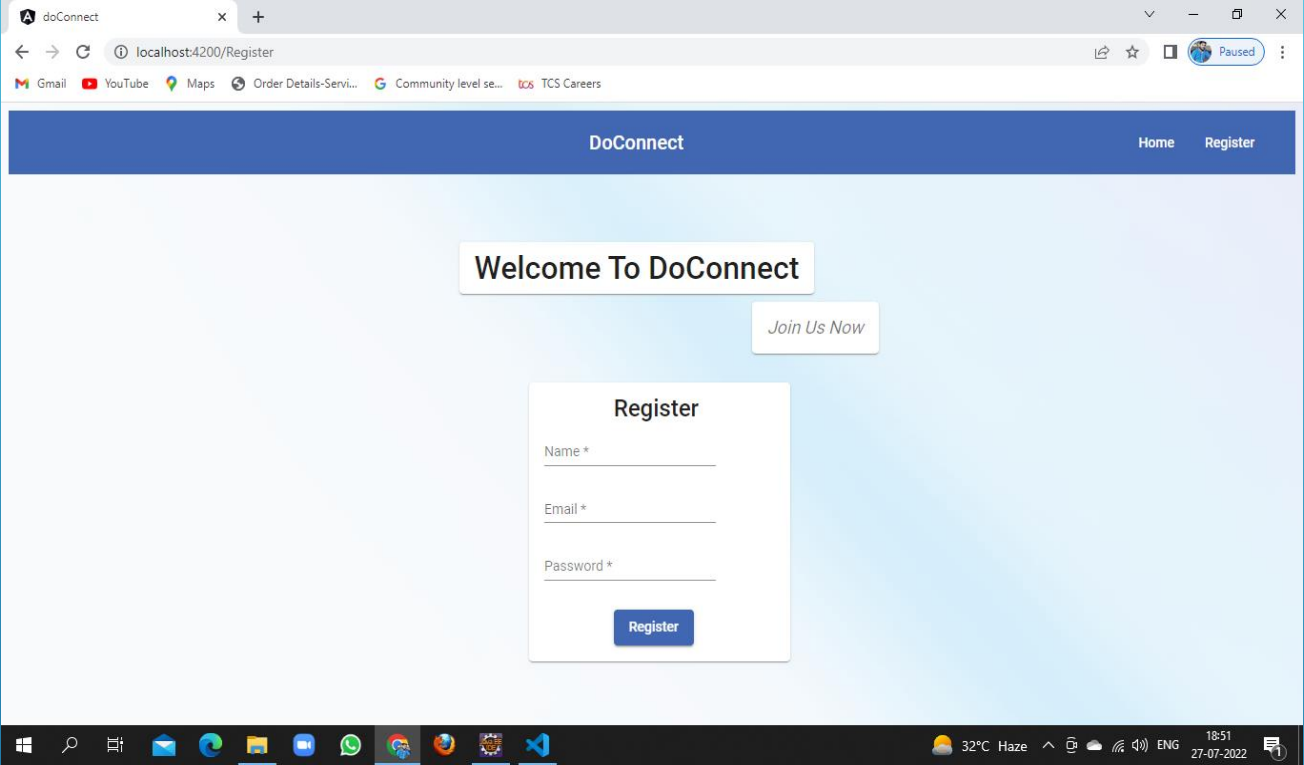 doConnect
localhost:4200/Register
Paused
Gmail YouTube Maps Order Details-Servi... Community level se... tcs TCS Careers
DoConnect Home Register
Welcome To DoConnect
Join Us Now
Register
Name *
Email *
Password *
Register
32°C Haze ENG 18:51
27-07-2022 1